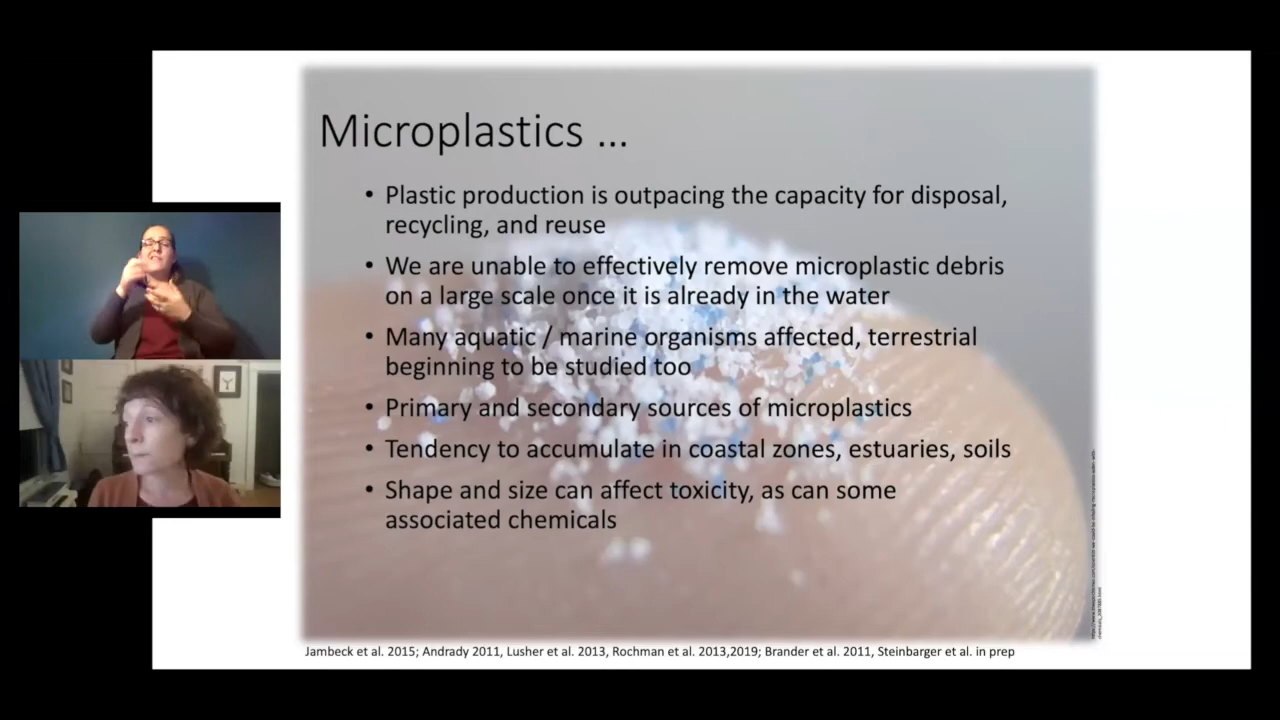 Microplastics ...
• Plastic production is outpacing the capacity for disposal,
recycling, and reuse
• We are unable to effectively remove microplastic debris
on a large scale once it is already in the water
• Many aquatic / marine organisms affected, terrestrial
beginning to be studied too
• Primary and secondary sources of microplastics
• Tendency to accumulate in coastal zones, estuaries, soils
• Shape and size can affect toxicity, as can some
associated chemicals
Jambeck et al. 2015; Andrady 2011, Lusher et al. 2013, Rochman et al. 2013,2019; Brander et al. 2011, Steinbarger et al. in prep